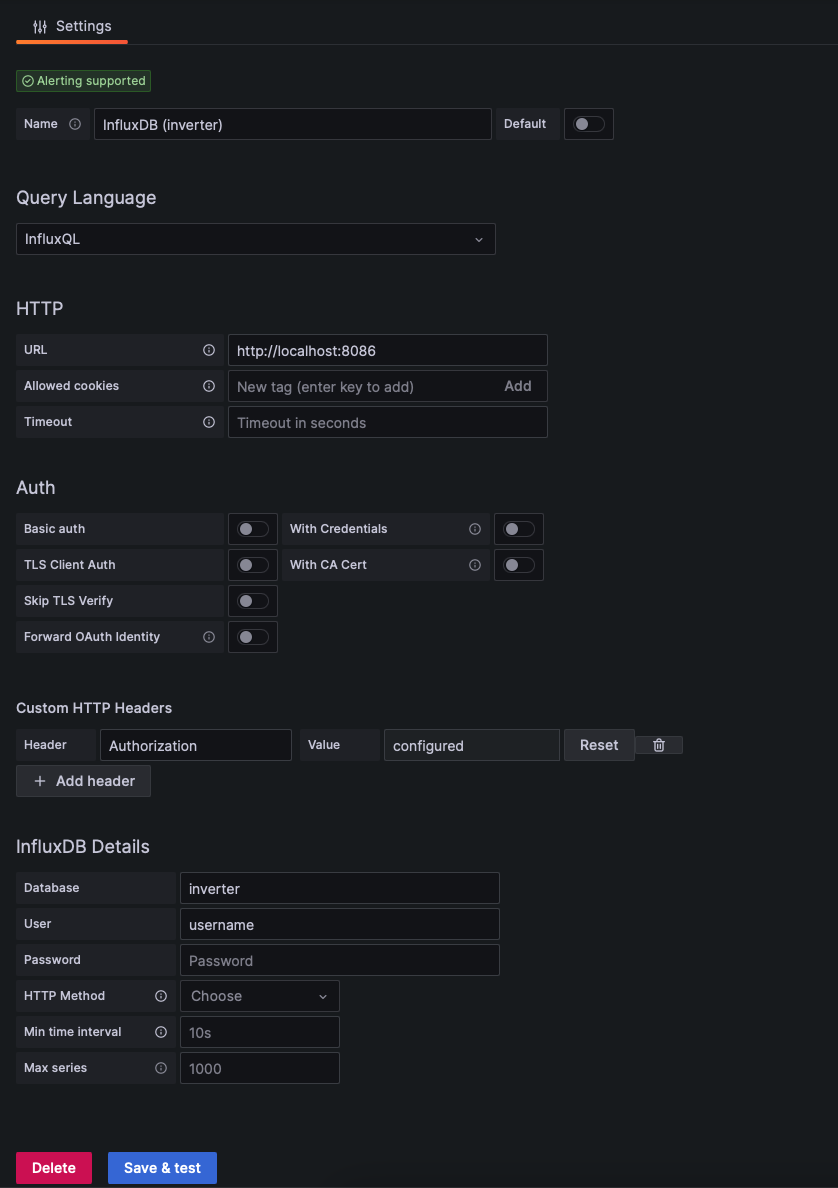 Settings
Alerting supported
Name InfluxDB (inverter) Default
Query Language
InfluxQL
HTTP
URL http://localhost:8086
Allowed cookies New tag (enter key to add) Add
Timeout Timeout in seconds
Auth
Basic auth With Credentials
TLS Client Auth With CA Cert
Skip TLS Verify
Forward OAuth Identity
Custom HTTP Headers
Header Authorization Value configured Reset
+ Add header
InfluxDB Details
Database inverter
User username
Password Password
HTTP Method Choose
Min time interval 10s
Max series 1000
Delete Save & test